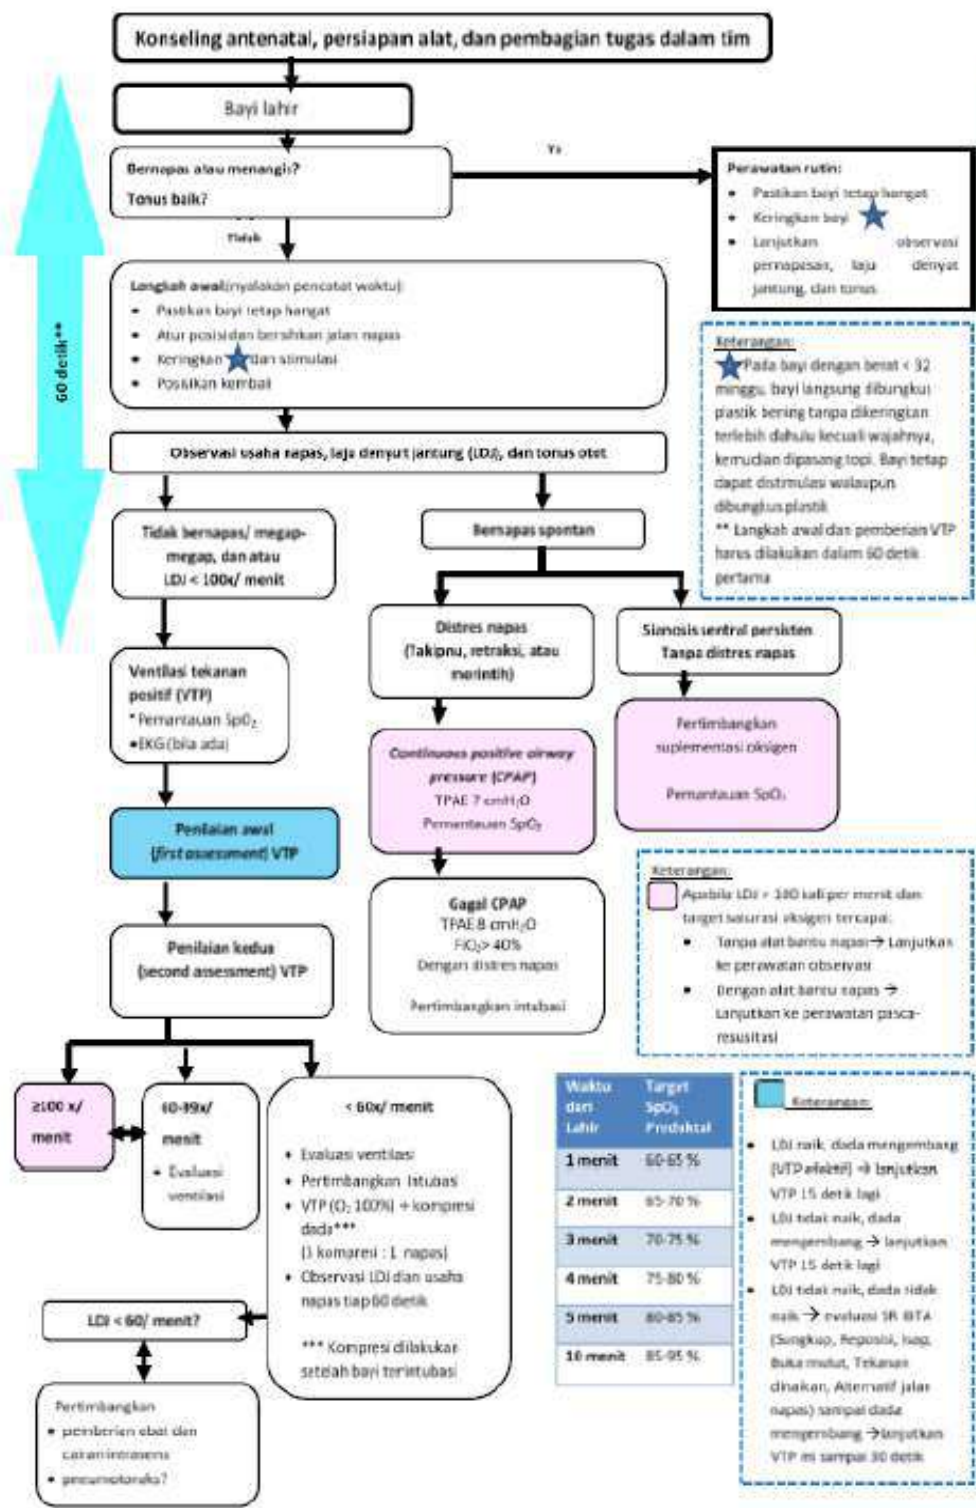 Konseling antenatal, persiapan alat, dan pembagian tugas dalam tim
Bayi lahir
Bernapas atau menangis?
Tonus baik?
Ya
Tidak
Perawatan rutin:
• Pastikan bayi tetap hangat
• Keringkan bayi
• Lanjutkan observasi
pernapasan, laju denyut
jantung, dan tonus
60 detik**
Langkah awal(nyalakan pencatat waktu):
• Pastikan bayi tetap hangat
• Atur posisi dan bersihkan jalan napas
• Keringkan dan stimulasi
• Posisikan kembali
Keterangan:
Pada bayi dengan berat < 32
minggu, bayi langsung dibungkus
plastik bening tanpa dikeringkan
terlebih dahulu kecuali wajahnya,
kemudian dipasang topi. Bayi tetap
dapat distimulasi walaupun
dibungkus plastik
** Langkah awal dan pemberian VTP
harus dilakukan dalam 60 detik
pertama
Observasi usaha napas, laju denyut jantung (LDJ), dan tonus otot
Tidak bernapas/ megap-
megap, dan atau
LDJ < 100x/ menit
Bernapas spontan
Distres napas
(Takipnu, retraksi, atau
merintih)
Sianosis sentral persisten
Tanpa distres napas
Ventilasi tekanan
positif (VTP)
*Pemantauan SpO2
•EKG (bila ada)
Continuous positive airway
pressure (CPAP)
TPAE 7 cmH2O
Pemantauan SpO2
Pertimbangkan
suplementasi oksigen
Pemantauan SpO2
Penilaian awal
(first assessment) VTP
Gagal CPAP
TPAE 8 cmH2O
FiO2> 40%
Dengan distres napas
Pertimbangkan intubasi
Penilaian kedua
(second assessment) VTP
Keterangan:
Apabila LDJ > 100 kali per menit dan
target saturasi oksigen tercapai:
• Tanpa alat bantu napas → Lanjutkan
ke perawatan observasi
• Dengan alat bantu napas →
Lanjutkan ke perawatan pasca-
resusitasi
≥100 x/
menit
60-99x/
menit
• Evaluasi
ventilasi
< 60x/ menit
• Evaluasi ventilasi
• Pertimbangkan Intubasi
• VTP (O2 100%) + kompresi
dada***
(3 kompresi : 1 napas)
• Observasi LDJ dan usaha
napas tiap 60 detik
*** Kompresi dilakukan
setelah bayi terintubasi
LDJ < 60/ menit?
Pertimbangkan
• pemberian obat dan
cairan intravena
• pneumotoraks?
Waktu dari Lahir | Target SpO2 Preduktal
1 menit | 60-65 %
2 menit | 65-70 %
3 menit | 70-75 %
4 menit | 75-80 %
5 menit | 80-85 %
10 menit | 85-95 %
Keterangan:
• LDJ naik, dada mengembang
(VTP efektif) → lanjutkan
VTP 15 detik lagi
• LDJ tidak naik, dada
mengembang → lanjutkan
VTP 15 detik lagi
• LDJ tidak naik, dada tidak
naik → evaluasi SR IBTA
(Sungkup, Reposisi, Isap,
Buka mulut, Tekanan
dinaikan, Alternatif jalan
napas) sampai dada
mengembang →lanjutkan
VTP ini sampai 30 detik